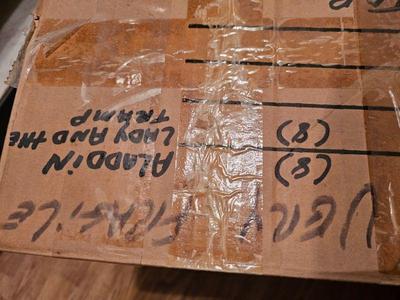 VERY FRAGILE
(8) ALADDIN
(8) LADY AND THE
TRAMP